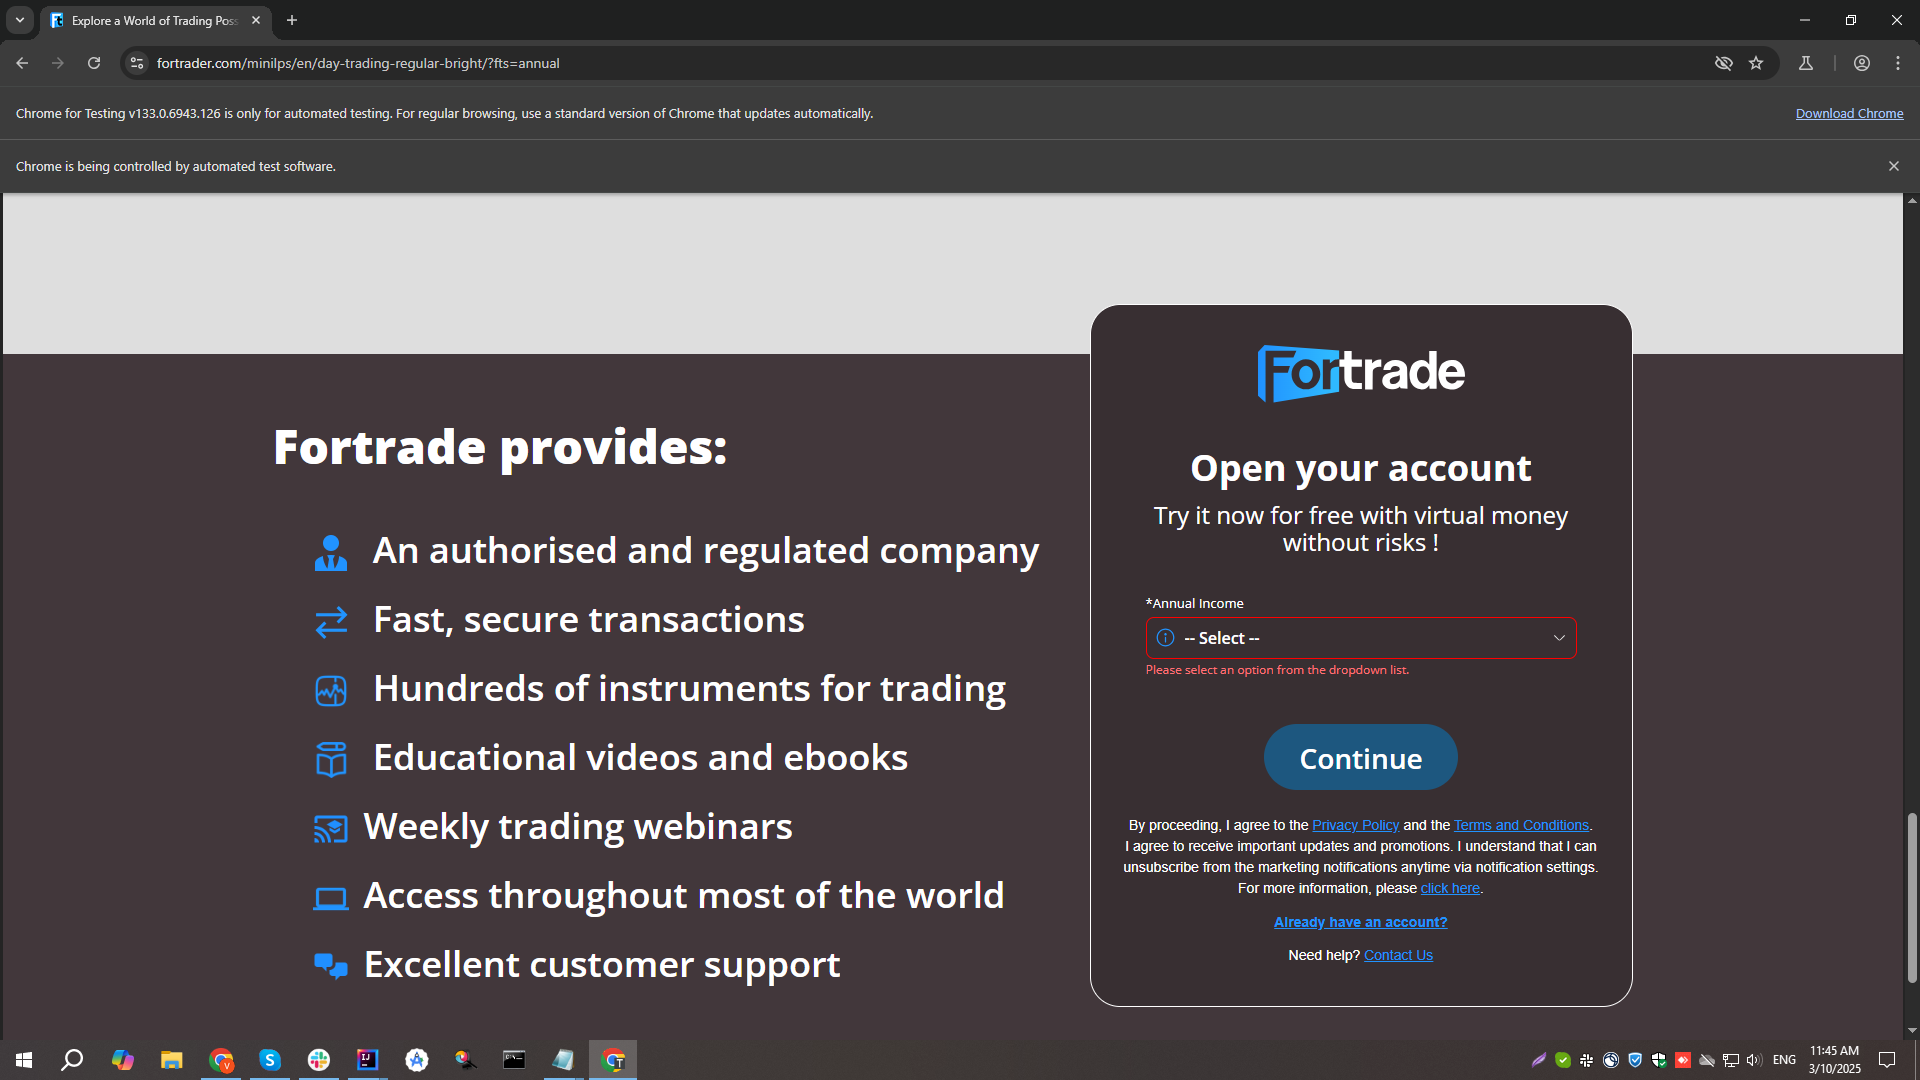 Explore a World of Trading Pos
fortrader.com/minilps/en/day-trading-regular-bright/?fts=annual
Chrome for Testing v133.0.6943.126 is only for automated testing. For regular browsing, use a standard version of Chrome that updates automatically.
Download Chrome
Chrome is being controlled by automated test software.
Fortrade
Fortrade provides:
An authorised and regulated company
Fast, secure transactions
Hundreds of instruments for trading
Educational videos and ebooks
Weekly trading webinars
Access throughout most of the world
Excellent customer support
Open your account
Try it now for free with virtual money
without risks !
*Annual Income
-- Select --
Please select an option from the dropdown list.
Continue
By proceeding, I agree to the Privacy Policy and the Terms and Conditions.
I agree to receive important updates and promotions. I understand that I can
unsubscribe from the marketing notifications anytime via notification settings.
For more information, please click here.
Already have an account?
Need help? Contact Us
ENG
11:45 AM
3/10/2025